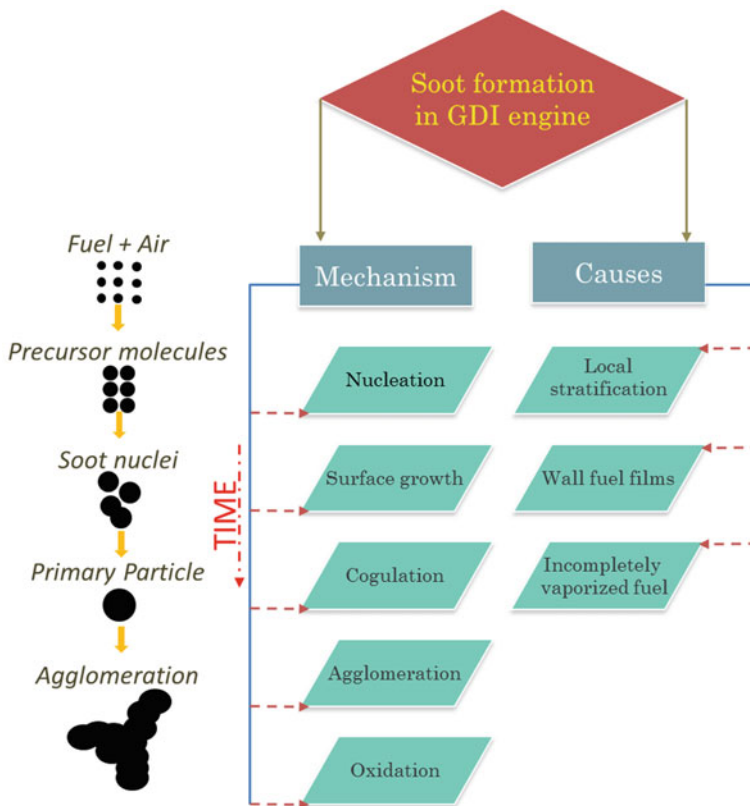 Soot formation
in GDI engine
Mechanism
Causes
Fuel + Air
Precursor molecules
Soot nuclei
Primary Particle
Agglomeration
TIME
Nucleation
Surface growth
Cogulation
Agglomeration
Oxidation
Local
stratification
Wall fuel films
Incompletely
vaporized fuel